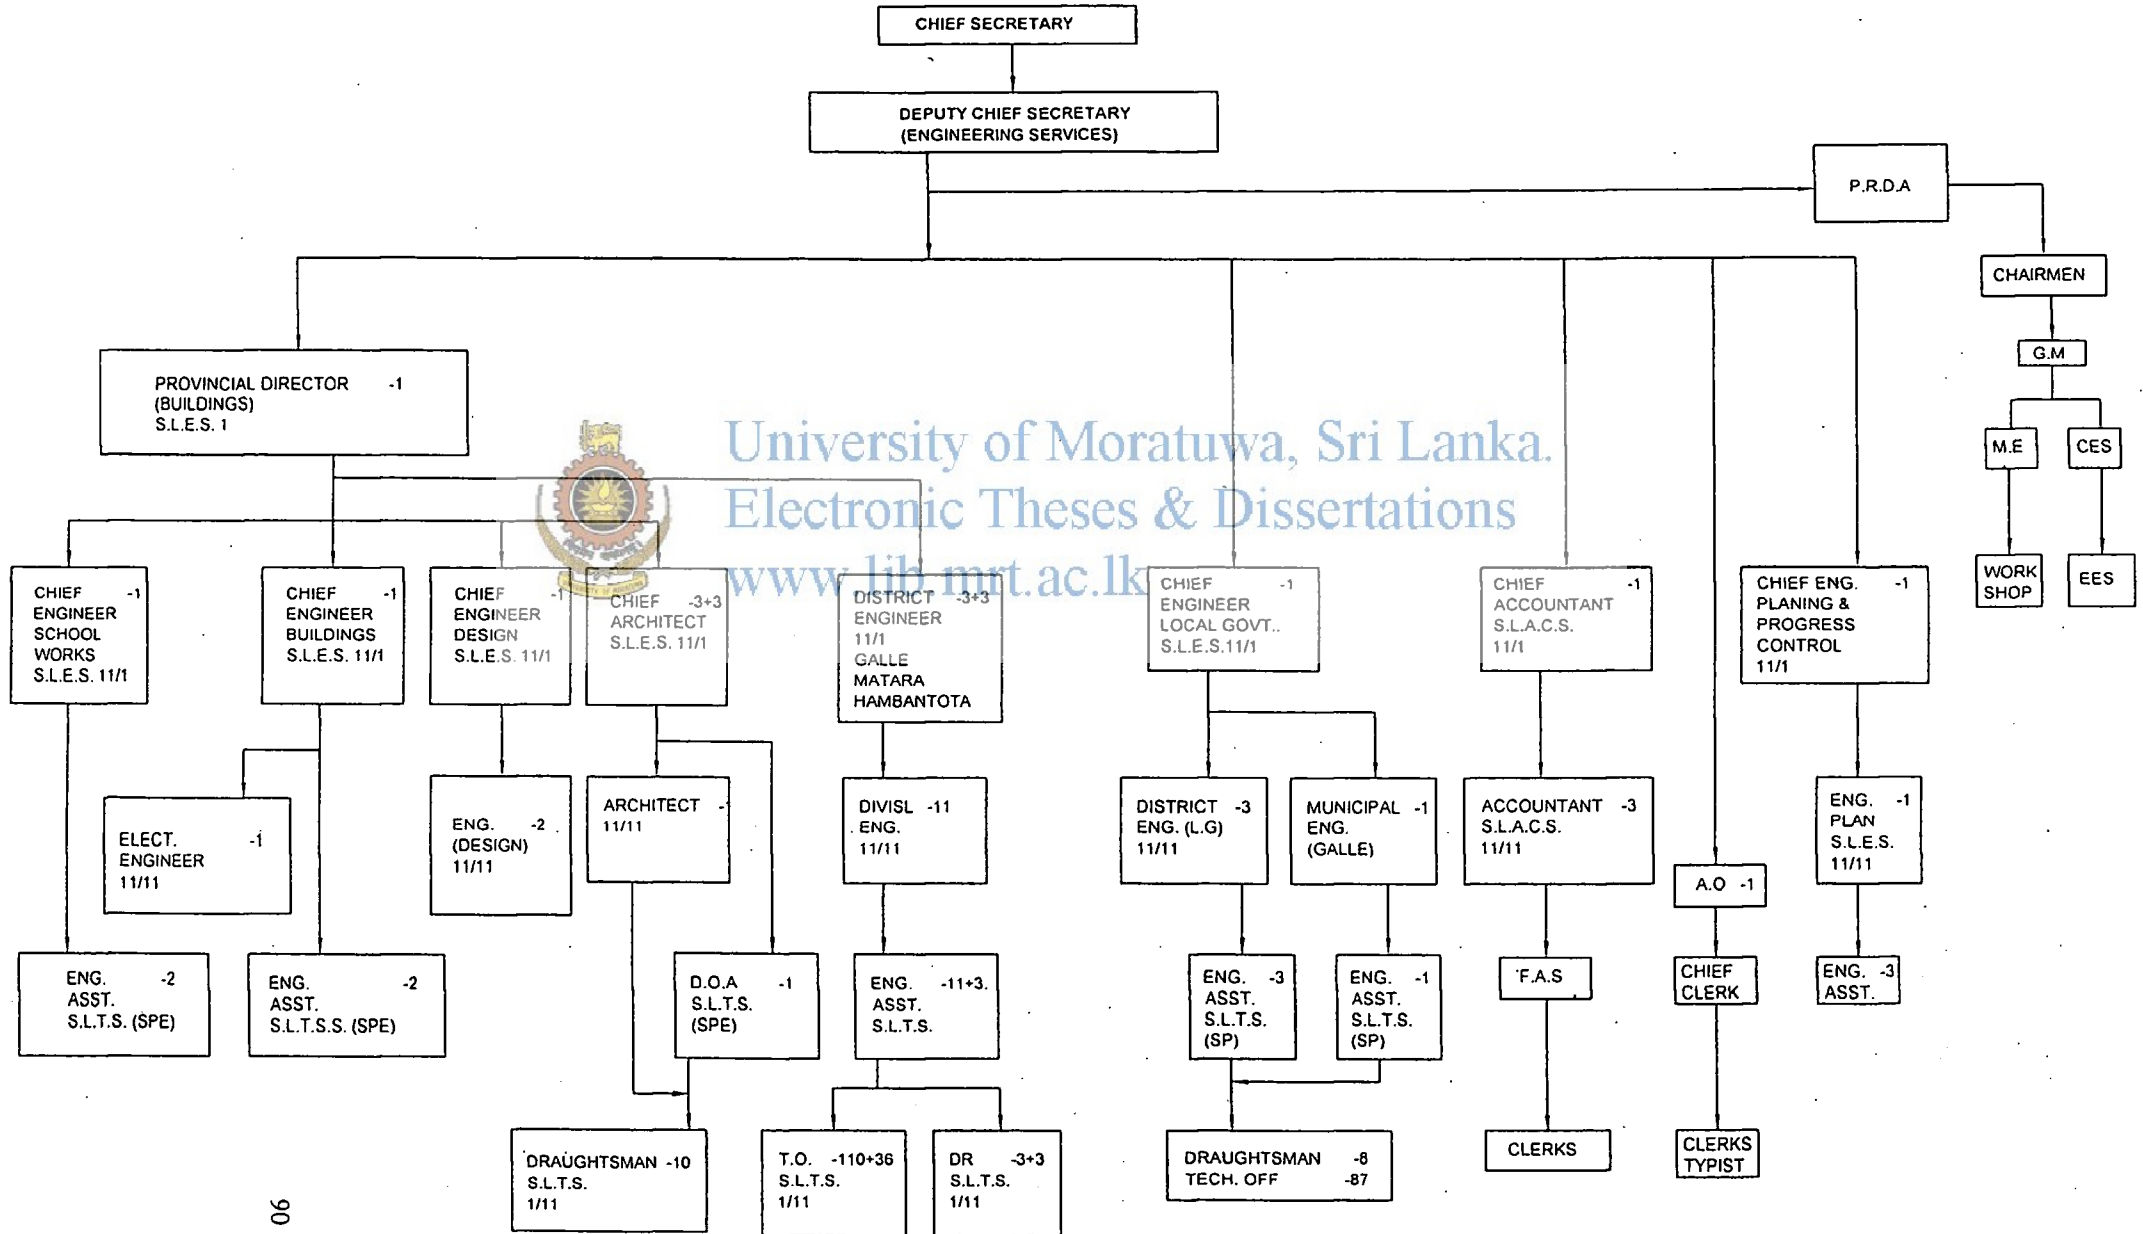 CHIEF SECRETARY
DEPUTY CHIEF SECRETARY
(ENGINEERING SERVICES)
P.R.D.A
CHAIRMEN
G.M
M.E
CES
WORK
SHOP
EES
PROVINCIAL DIRECTOR -1
(BUILDINGS)
S.L.E.S. 1
University of Moratuwa, Sri Lanka.
Electronic Theses & Dissertations
www.lib.mrt.ac.lk
CHIEF -1
ENGINEER
SCHOOL
WORKS
S.L.E.S. 11/1
CHIEF -1
ENGINEER
BUILDINGS
S.L.E.S. 11/1
CHIEF -1
ENGINEER
DESIGN
S.L.E.S. 11/1
CHIEF -3+3
ARCHITECT
S.L.E.S. 11/1
DISTRICT -3+3
ENGINEER
11/1
GALLE
MATARA
HAMBANTOTA
CHIEF -1
ENGINEER
LOCAL GOVT..
S.L.E.S.11/1
CHIEF -1
ACCOUNTANT
S.L.A.C.S.
11/1
CHIEF ENG. -1
PLANING &
PROGRESS
CONTROL
11/1
ELECT. -1
ENGINEER
11/11
ENG. -2
(DESIGN)
11/11
ARCHITECT -1
11/11
DIVISL -11
ENG.
11/11
DISTRICT -3
ENG. (L.G)
11/11
MUNICIPAL -1
ENG.
(GALLE)
ACCOUNTANT -3
S.L.A.C.S.
11/11
A.O -1
ENG. -1
PLAN
S.L.E.S.
11/11
ENG. -2
ASST.
S.L.T.S. (SPE)
ENG. -2
ASST.
S.L.T.S.S. (SPE)
D.O.A -1
S.L.T.S.
(SPE)
ENG. -11+3.
ASST.
S.L.T.S.
ENG. -3
ASST.
S.L.T.S.
(SP)
ENG. -1
ASST.
S.L.T.S.
(SP)
F.A.S
CHIEF
CLERK
ENG. -3
ASST.
DRAUGHTSMAN -10
S.L.T.S.
1/11
T.O. -110+36
S.L.T.S.
1/11
DR -3+3
S.L.T.S.
1/11
DRAUGHTSMAN -8
TECH. OFF -87
CLERKS
CLERKS
TYPIST
90